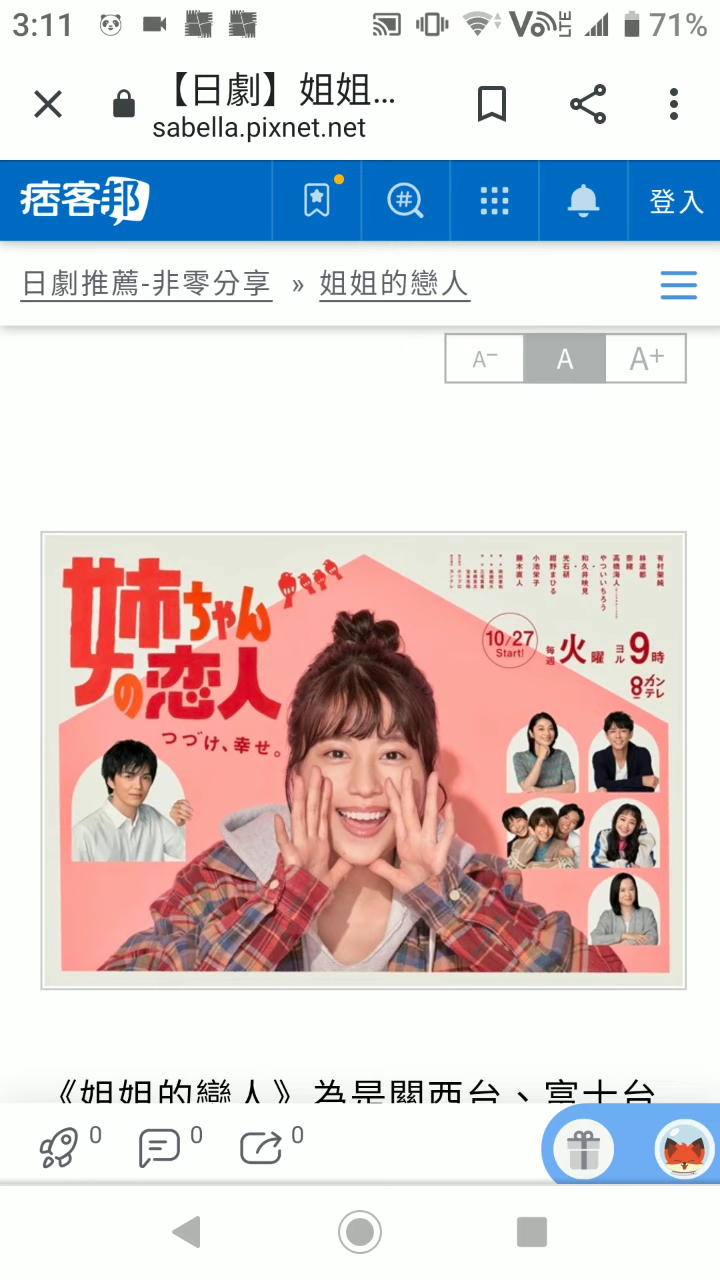 3:11
71%
【日劇】姐姐...
sabella.pixnet.net
痞客邦
登入
日劇推薦-非零分享 » 姐姐的戀人
A−
A
A+
姉ちゃんの恋人
つづけ、幸せ。
有村架純
林遣都
奈緒
高橋海人
やついいちろう
和久井映見
光石研
紺野まひる
小池栄子
藤木直人
10/27
Start!
毎週火曜ヨル9時
8カンテレ
《姐姐的戀人》為是關西台、富士台
0
0
0